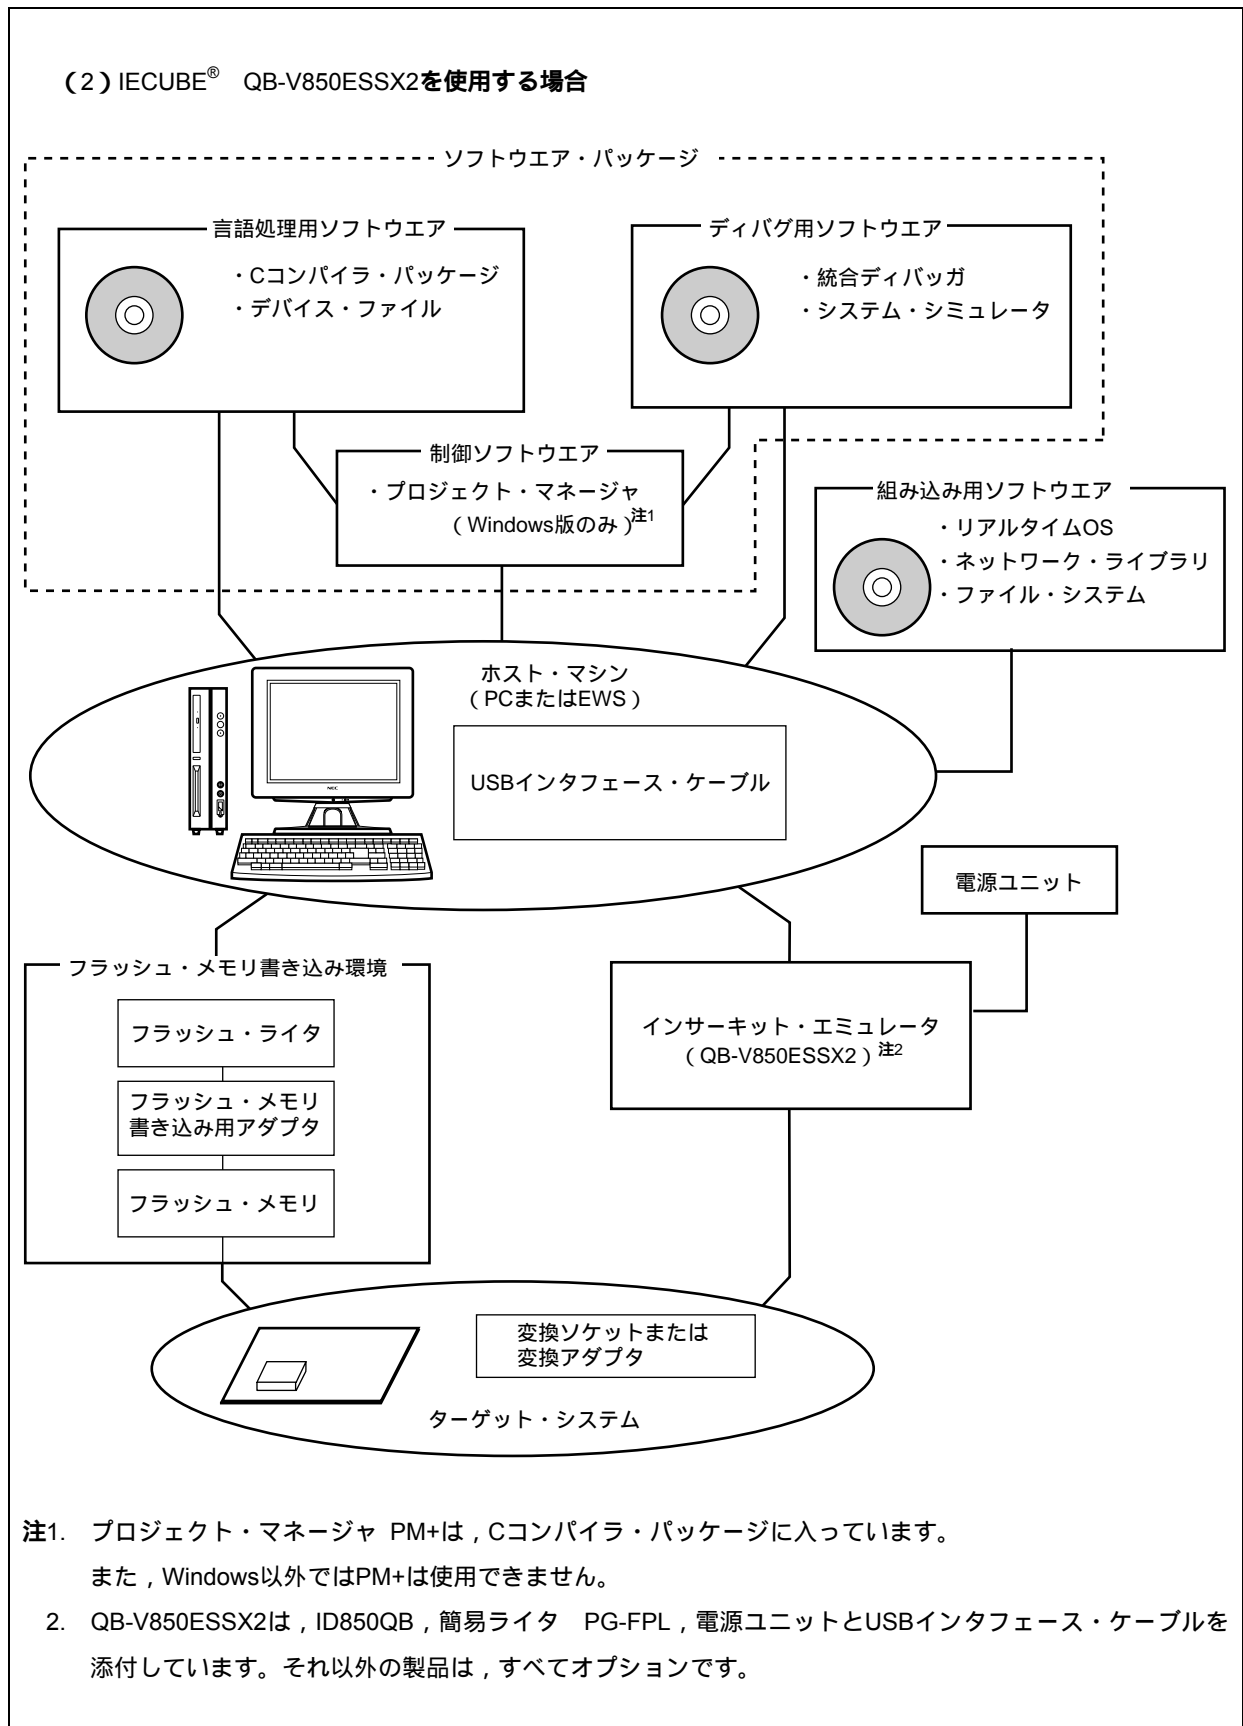 （2）IECUBE® QB-V850ESSX2を使用する場合
ソフトウエア・パッケージ
言語処理用ソフトウエア
・Cコンパイラ・パッケージ
・デバイス・ファイル
ディバグ用ソフトウエア
・統合ディバッガ
・システム・シミュレータ
制御ソフトウエア
・プロジェクト・マネージャ
（Windows版のみ）注1
組み込み用ソフトウエア
・リアルタイムOS
・ネットワーク・ライブラリ
・ファイル・システム
ホスト・マシン
（PCまたはEWS）
USBインタフェース・ケーブル
NEC
電源ユニット
フラッシュ・メモリ書き込み環境
フラッシュ・ライタ
フラッシュ・メモリ
書き込み用アダプタ
フラッシュ・メモリ
インサーキット・エミュレータ
（QB-V850ESSX2）注2
変換ソケットまたは
変換アダプタ
ターゲット・システム
注1. プロジェクト・マネージャ PM+は，Cコンパイラ・パッケージに入っています。
また，Windows以外ではPM+は使用できません。
2. QB-V850ESSX2は，ID850QB，簡易ライタ PG-FPL，電源ユニットとUSBインタフェース・ケーブルを
添付しています。それ以外の製品は，すべてオプションです。